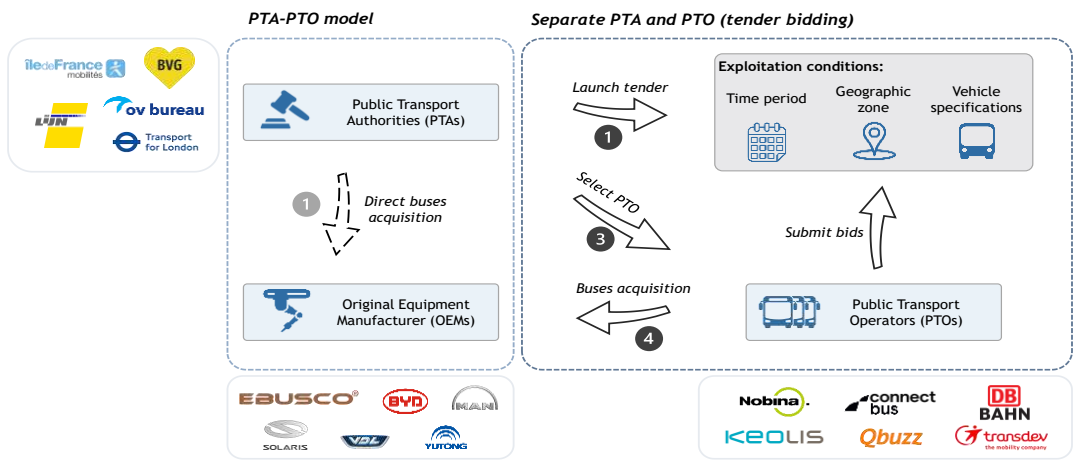 PTA-PTO model
Separate PTA and PTO (tender bidding)
îledeFrance
mobilités
BVG
LIJN
ov bureau
Transport
for London
Public Transport
Authorities (PTAs)
1
Direct buses
acquisition
Original Equipment
Manufacturer (OEMs)
Launch tender
1
Exploitation conditions:
Time period
Geographic
zone
Vehicle
specifications
Select PTO
3
Submit bids
Buses acquisition
4
Public Transport
Operators (PTOs)
EBUSCO®
BYD
MAN
SOLARIS
VDL
YUTONG
Nobina.
connect
bus
DB
BAHN
KEOLIS
Qbuzz
transdev
the mobility company